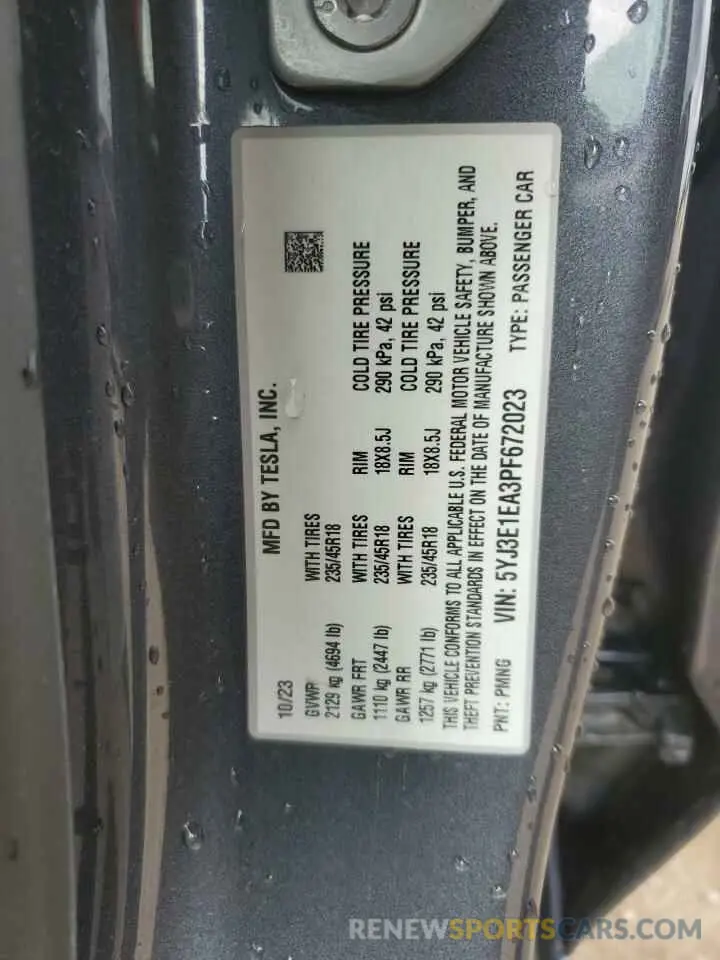 MFD BY TESLA, INC.
10/23
GVWR WITH TIRES
2129 kg (4694 lb) 235/45R18
GAWR FRT WITH TIRES RIM COLD TIRE PRESSURE
1110 kg (2447 lb) 235/45R18 18X8.5J 290 kPa, 42 psi
GAWR RR WITH TIRES RIM COLD TIRE PRESSURE
1257 kg (2771 lb) 235/45R18 18X8.5J 290 kPa, 42 psi
THIS VEHICLE CONFORMS TO ALL APPLICABLE U.S. FEDERAL MOTOR VEHICLE SAFETY, BUMPER, AND
THEFT PREVENTION STANDARDS IN EFFECT ON THE DATE OF MANUFACTURE SHOWN ABOVE.
PNT: PMNG VIN: 5YJ3E1EA3PF672023 TYPE: PASSENGER CAR
RENEWSPORTSCARS.COM